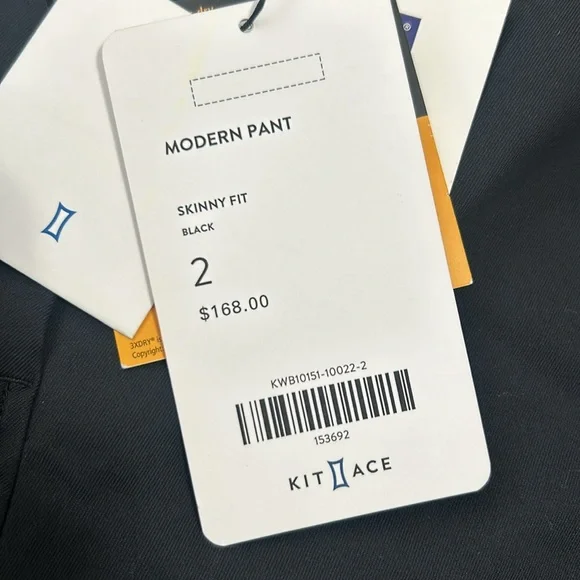 MODERN PANT
SKINNY FIT
BLACK
2
$168.00
KWB10151-10022-2
153692
KIT ACE
®
3XDRY®
Copyright